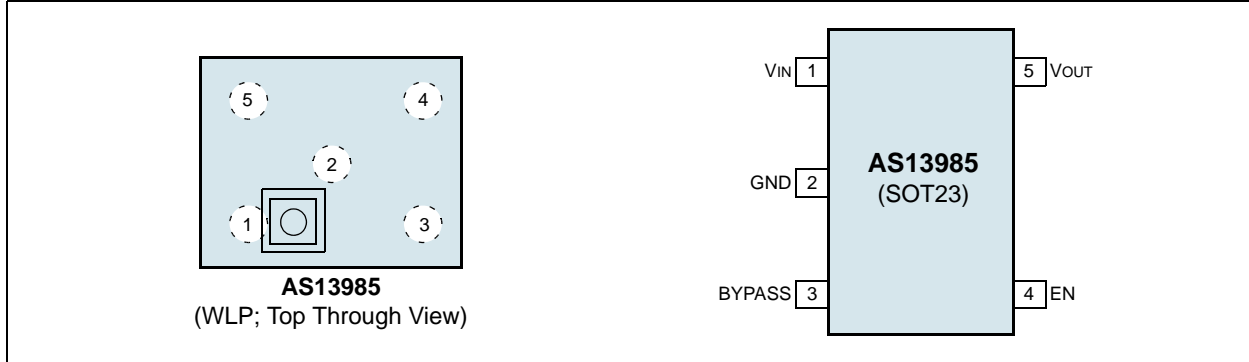 5
4
2
1
3
AS13985
(WLP; Top Through View)
VIN 1
5 VOUT
GND 2
AS13985
(SOT23)
BYPASS 3
4 EN